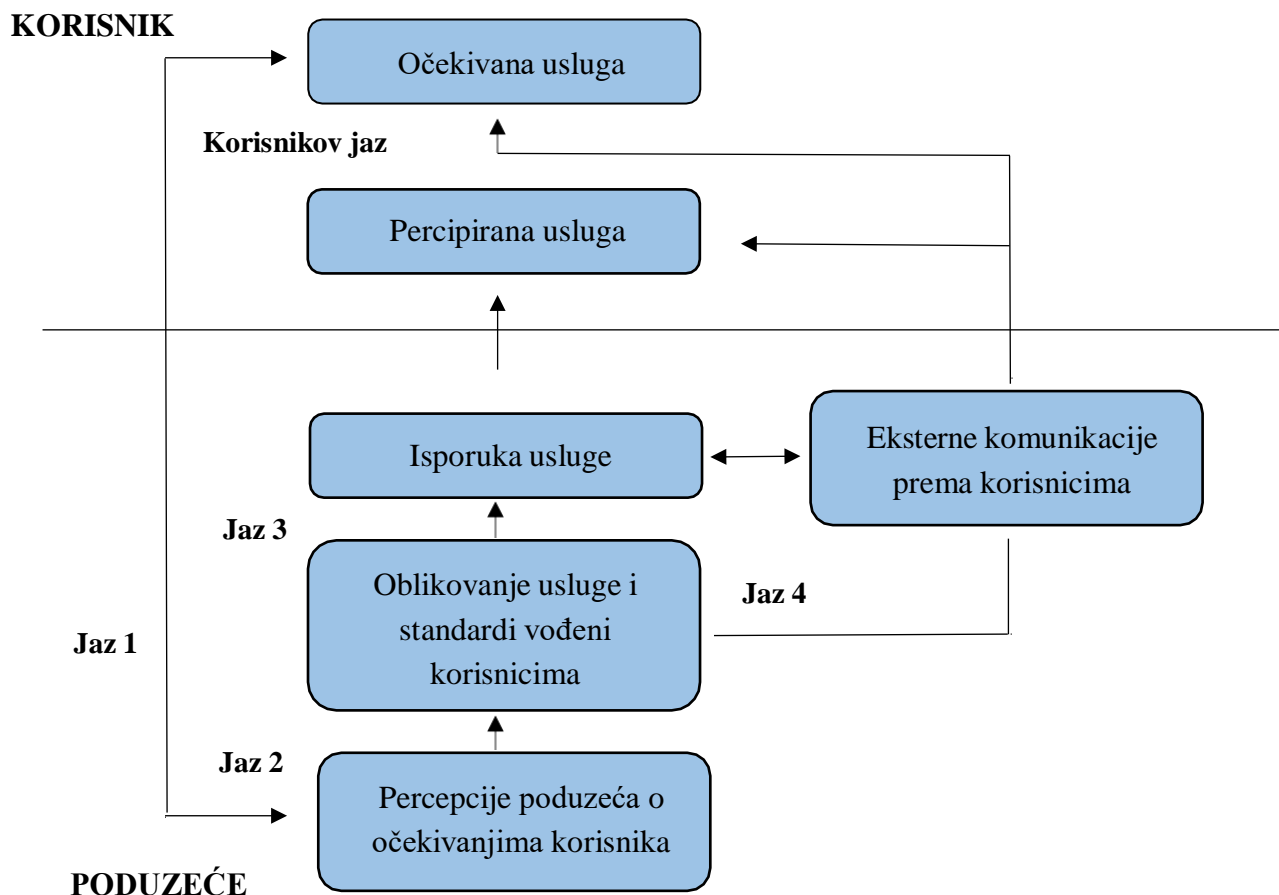 KORISNIK
Očekivana usluga
Korisnikov jaz
Percipirana usluga
Isporuka usluge
Eksterne komunikacije
prema korisnicima
Jaz 3
Oblikovanje usluge i
standardi vođeni
korisnicima
Jaz 4
Jaz 1
Jaz 2
Percepcije poduzeća o
očekivanjima korisnika
PODUZEĆE